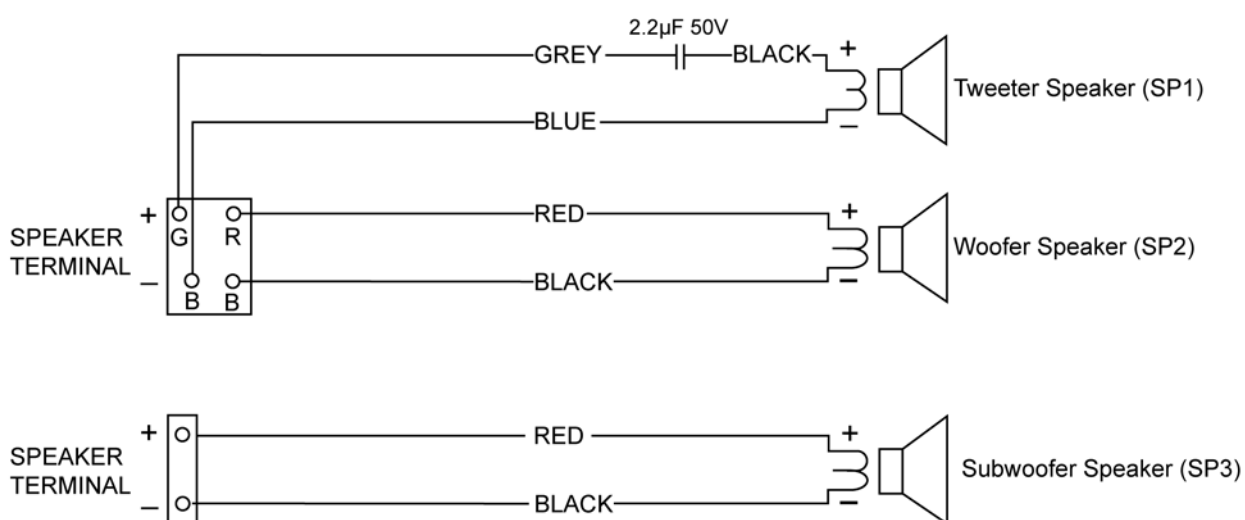 2.2µF 50V
GREY
BLACK
+
Tweeter Speaker (SP1)
BLUE
–
+
G
R
RED
+
SPEAKER
TERMINAL
Woofer Speaker (SP2)
–
B
B
BLACK
–
+
RED
+
SPEAKER
TERMINAL
Subwoofer Speaker (SP3)
–
BLACK
–